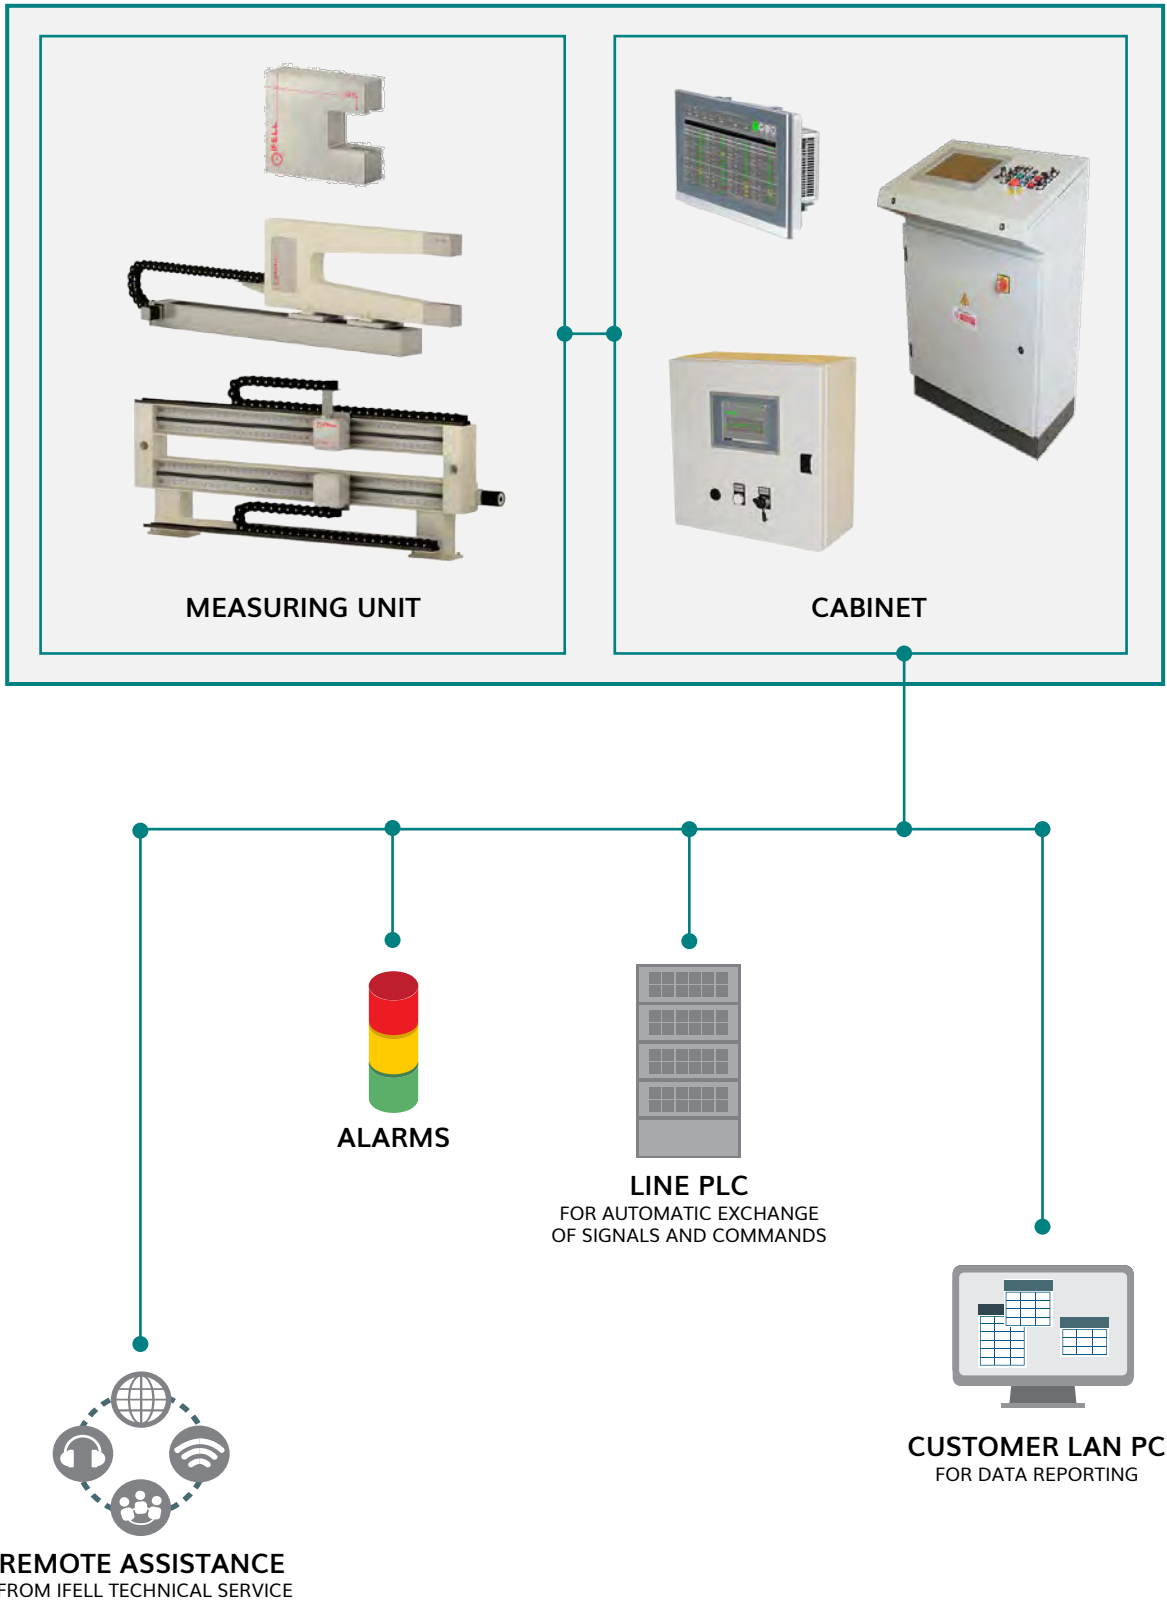 IFELL
MEASURING UNIT
CABINET
ALARMS
LINE PLC
FOR AUTOMATIC EXCHANGE
OF SIGNALS AND COMMANDS
CUSTOMER LAN PC
FOR DATA REPORTING
REMOTE ASSISTANCE
FROM IFELL TECHNICAL SERVICE